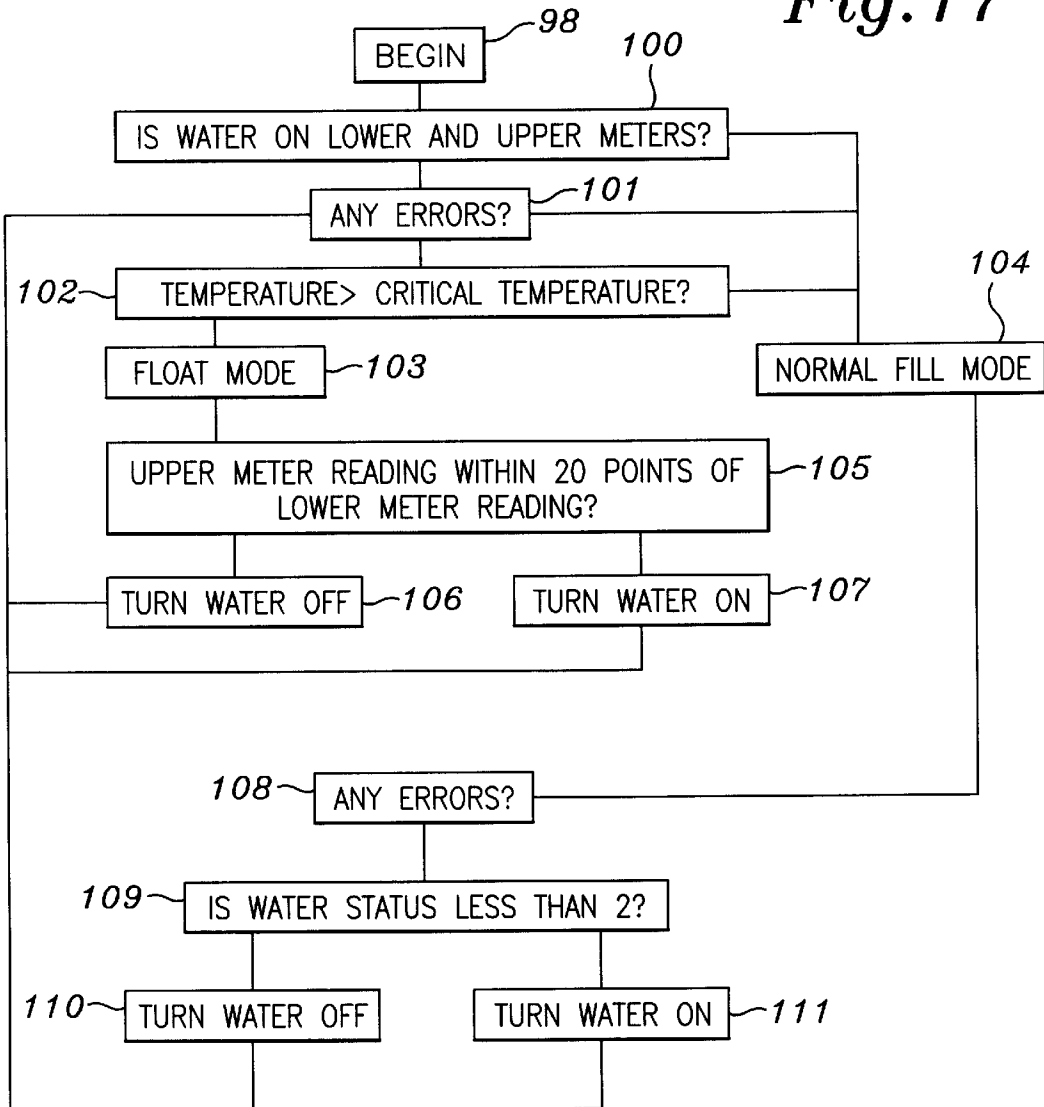 Fig. 17
98
BEGIN
100
IS WATER ON LOWER AND UPPER METERS?
101
ANY ERRORS?
102
TEMPERATURE> CRITICAL TEMPERATURE?
104
FLOAT MODE
103
NORMAL FILL MODE
UPPER METER READING WITHIN 20 POINTS OF
LOWER METER READING?
105
TURN WATER OFF
106
TURN WATER ON
107
108
ANY ERRORS?
109
IS WATER STATUS LESS THAN 2?
110
TURN WATER OFF
TURN WATER ON
111